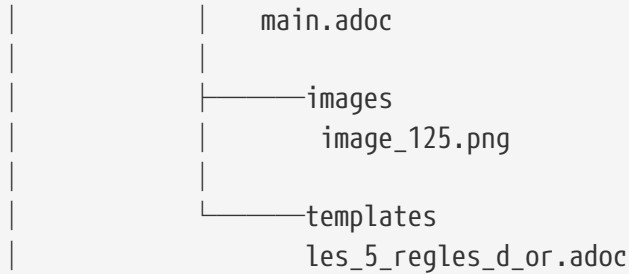 │           │   main.adoc
│           │
│           ├──────images
│           │       image_125.png
│           │
│           └──────templates
│                  les_5_regles_d_or.adoc